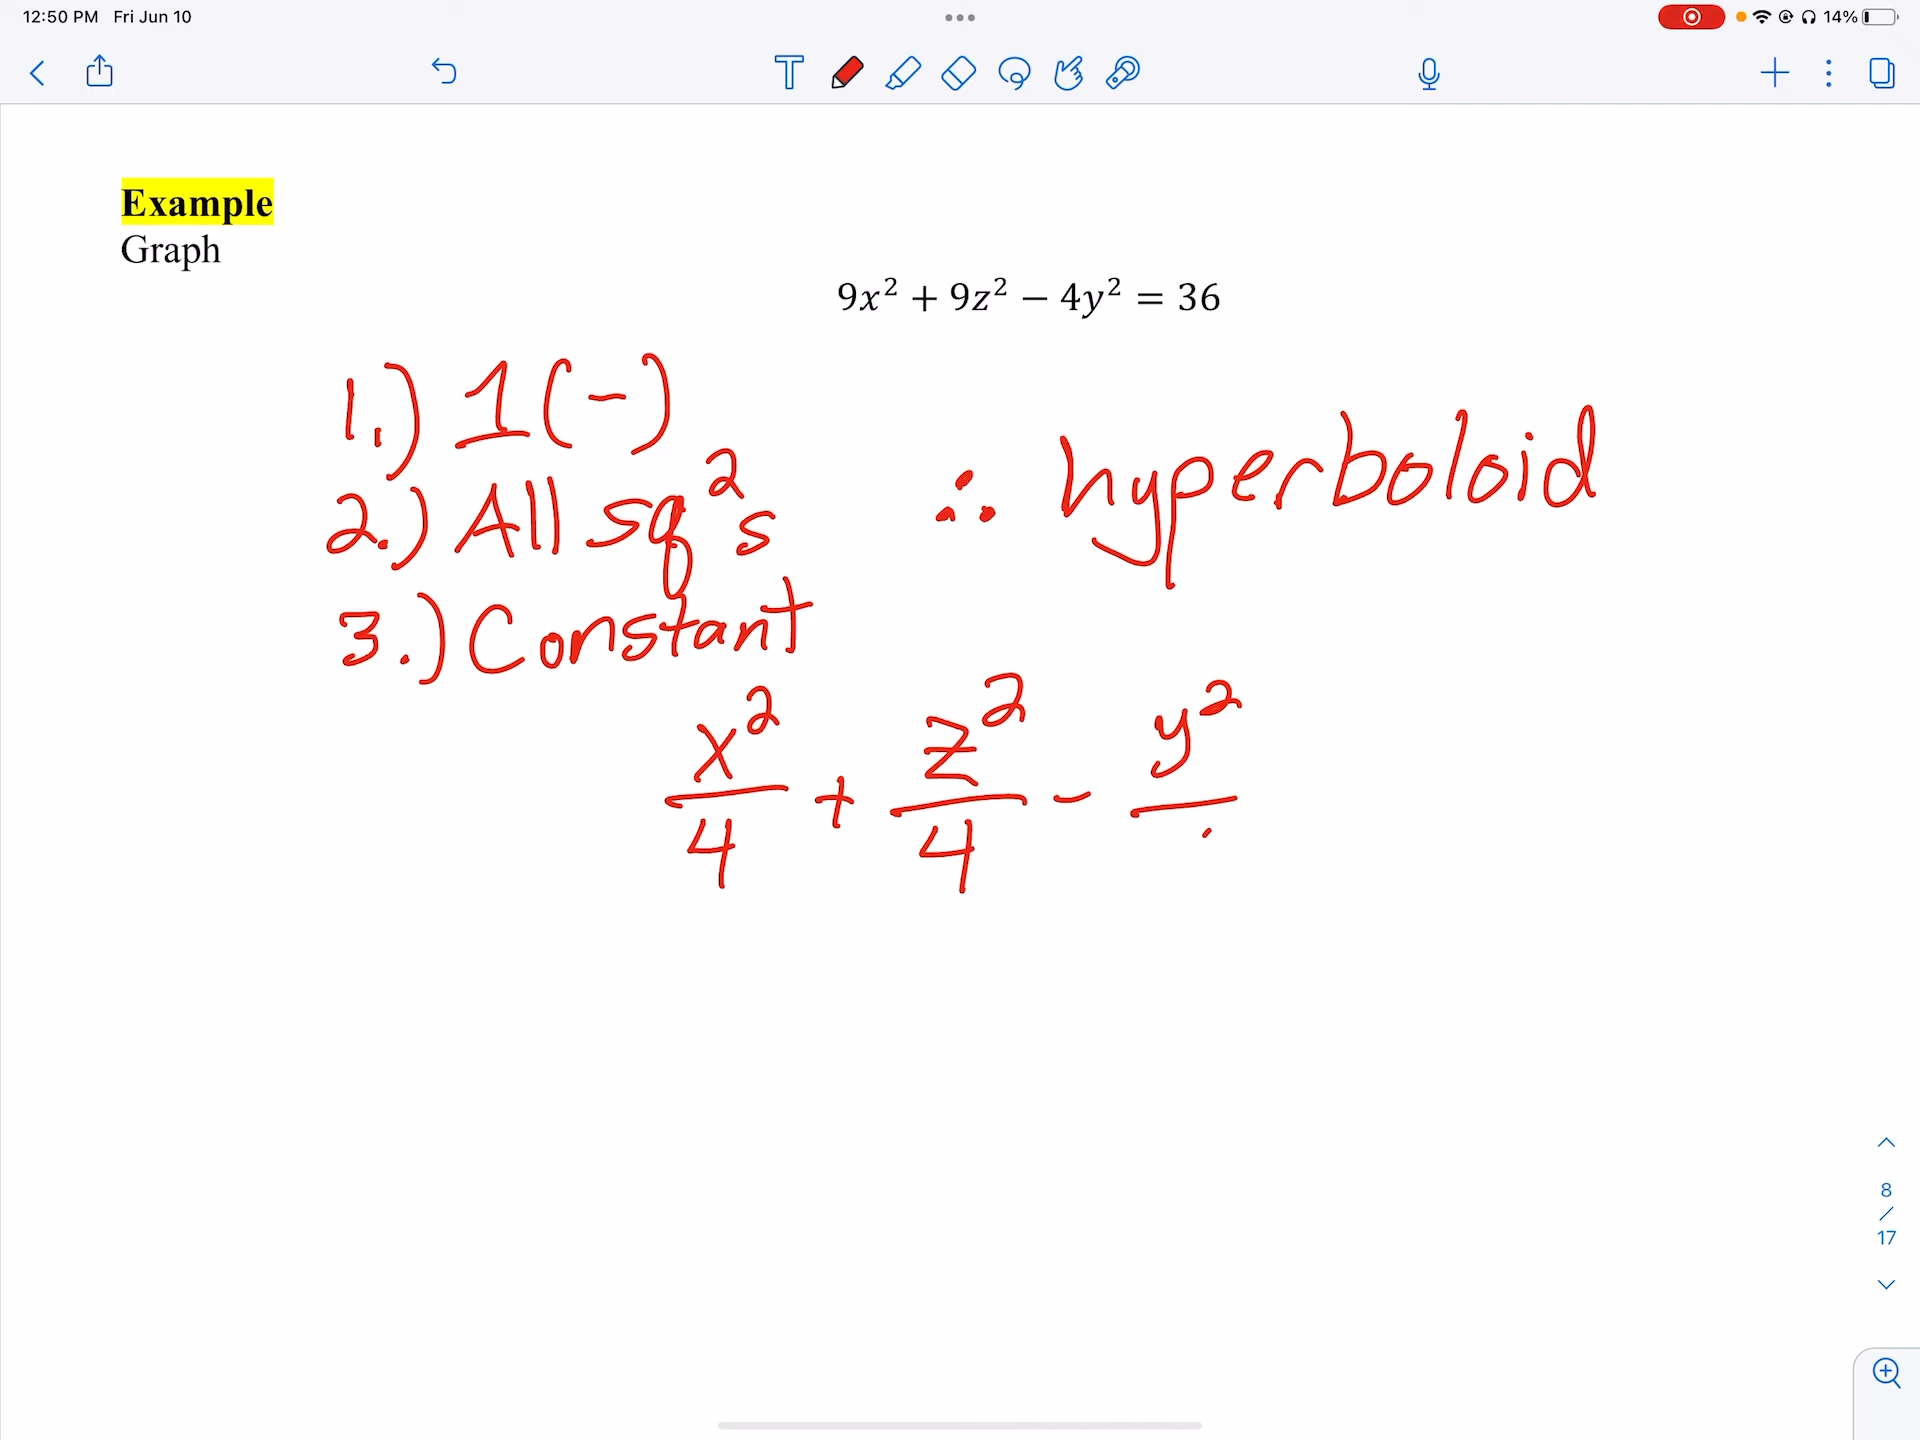 12:50 PM Fri Jun 10
14%
Example
Graph
9x² + 9z² − 4y² = 36
1.) 1 (-)
2.) All sq²s
∴ hyperboloid
3.) Constant
x²/4 + z²/4 - y²/
8
/
17